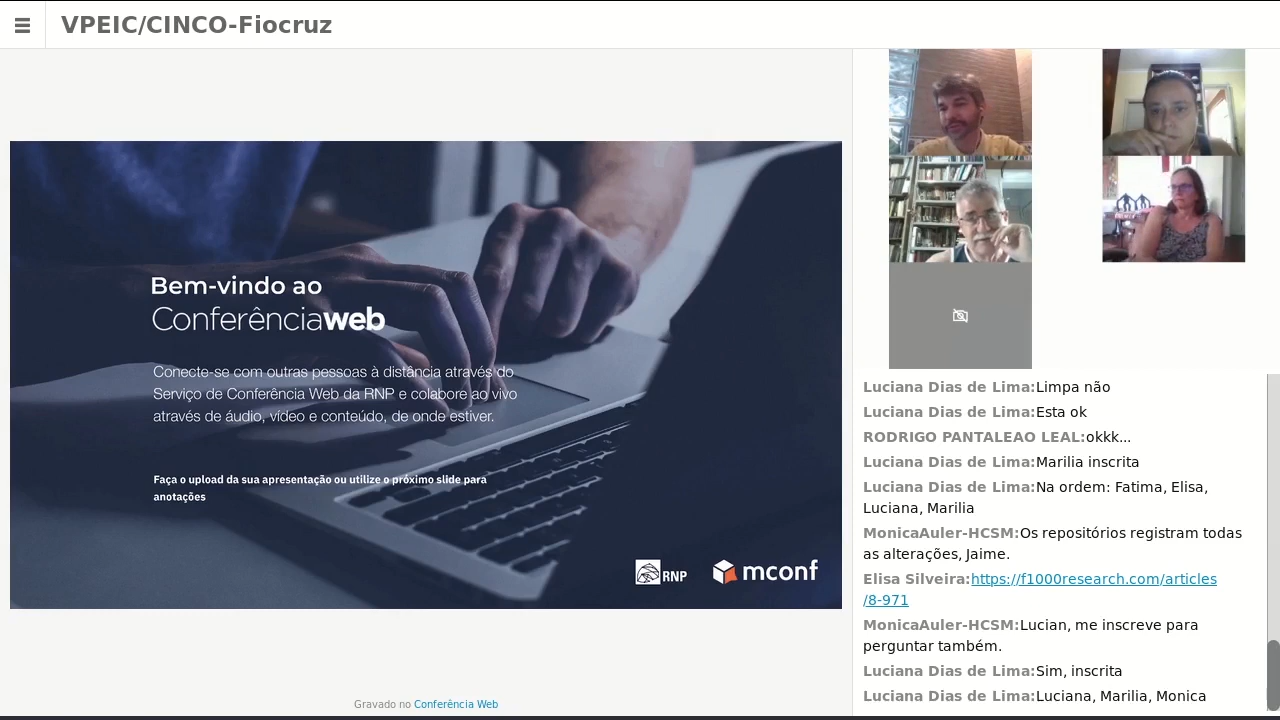 VPEIC/CINCO-Fiocruz
Bem-vindo ao
Conferênciaweb
Conecte-se com outras pessoas à distância através do
Serviço de Conferência Web da RNP e colabore ao vivo
através de áudio, vídeo e conteúdo, de onde estiver.
Faça o upload da sua apresentação ou utilize o próximo slide para
anotações
RNP
mconf
Gravado no Conferência Web
Luciana Dias de Lima:Limpa não
Luciana Dias de Lima:Esta ok
RODRIGO PANTALEAO LEAL:okkk...
Luciana Dias de Lima:Marilia inscrita
Luciana Dias de Lima:Na ordem: Fatima, Elisa,
Luciana, Marilia
MonicaAuler-HCSM:Os repositórios registram todas
as alterações, Jaime.
Elisa Silveira:https://f1000research.com/articles
/8-971
MonicaAuler-HCSM:Lucian, me inscreve para
perguntar também.
Luciana Dias de Lima:Sim, inscrita
Luciana Dias de Lima:Luciana, Marilia, Monica